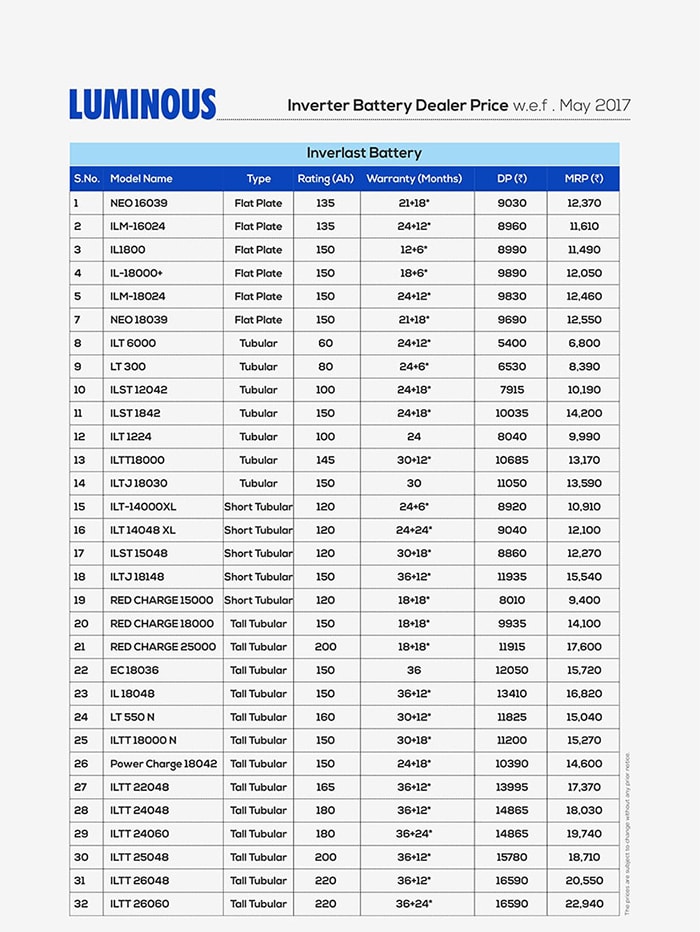 LUMINOUS
Inverter Battery Dealer Price w.e.f . May 2017
Inverlast Battery
S.No. Model Name Type Rating (Ah) Warranty (Months) DP (₹) MRP (₹)
1 NEO 16039 Flat Plate 135 21+18* 9030 12,370
2 ILM-16024 Flat Plate 135 24+12* 8960 11,610
3 IL1800 Flat Plate 150 12+6* 8990 11,490
4 IL-18000+ Flat Plate 150 18+6* 9890 12,050
5 ILM-18024 Flat Plate 150 24+12* 9830 12,460
7 NEO 18039 Flat Plate 150 21+18* 9690 12,550
8 ILT 6000 Tubular 60 24+12* 5400 6,800
9 LT 300 Tubular 80 24+6* 6530 8,390
10 ILST 12042 Tubular 100 24+18* 7915 10,190
11 ILST 1842 Tubular 150 24+18* 10035 14,200
12 ILT 1224 Tubular 100 24 8040 9,990
13 ILTT18000 Tubular 145 30+12* 10685 13,170
14 ILTJ 18030 Tubular 150 30 11050 13,590
15 ILT-14000XL Short Tubular 120 24+6* 8920 10,910
16 ILT 14048 XL Short Tubular 120 24+24* 9040 12,100
17 ILST 15048 Short Tubular 120 30+18* 8860 12,270
18 ILTJ 18148 Short Tubular 150 36+12* 11935 15,540
19 RED CHARGE 15000 Short Tubular 120 18+18* 8010 9,400
20 RED CHARGE 18000 Tall Tubular 150 18+18* 9935 14,100
21 RED CHARGE 25000 Tall Tubular 200 18+18* 11915 17,600
22 EC 18036 Tall Tubular 150 36 12050 15,720
23 IL 18048 Tall Tubular 150 36+12* 13410 16,820
24 LT 550 N Tall Tubular 160 30+12* 11825 15,040
25 ILTT 18000 N Tall Tubular 150 30+18* 11200 15,270
26 Power Charge 18042 Tall Tubular 150 24+18* 10390 14,600
27 ILTT 22048 Tall Tubular 165 36+12* 13995 17,370
28 ILTT 24048 Tall Tubular 180 36+12* 14865 18,030
29 ILTT 24060 Tall Tubular 180 36+24* 14865 19,740
30 ILTT 25048 Tall Tubular 200 36+12* 15780 18,710
31 ILTT 26048 Tall Tubular 220 36+12* 16590 20,550
32 ILTT 26060 Tall Tubular 220 36+24* 16590 22,940
The prices are subject to change without any prior notice.